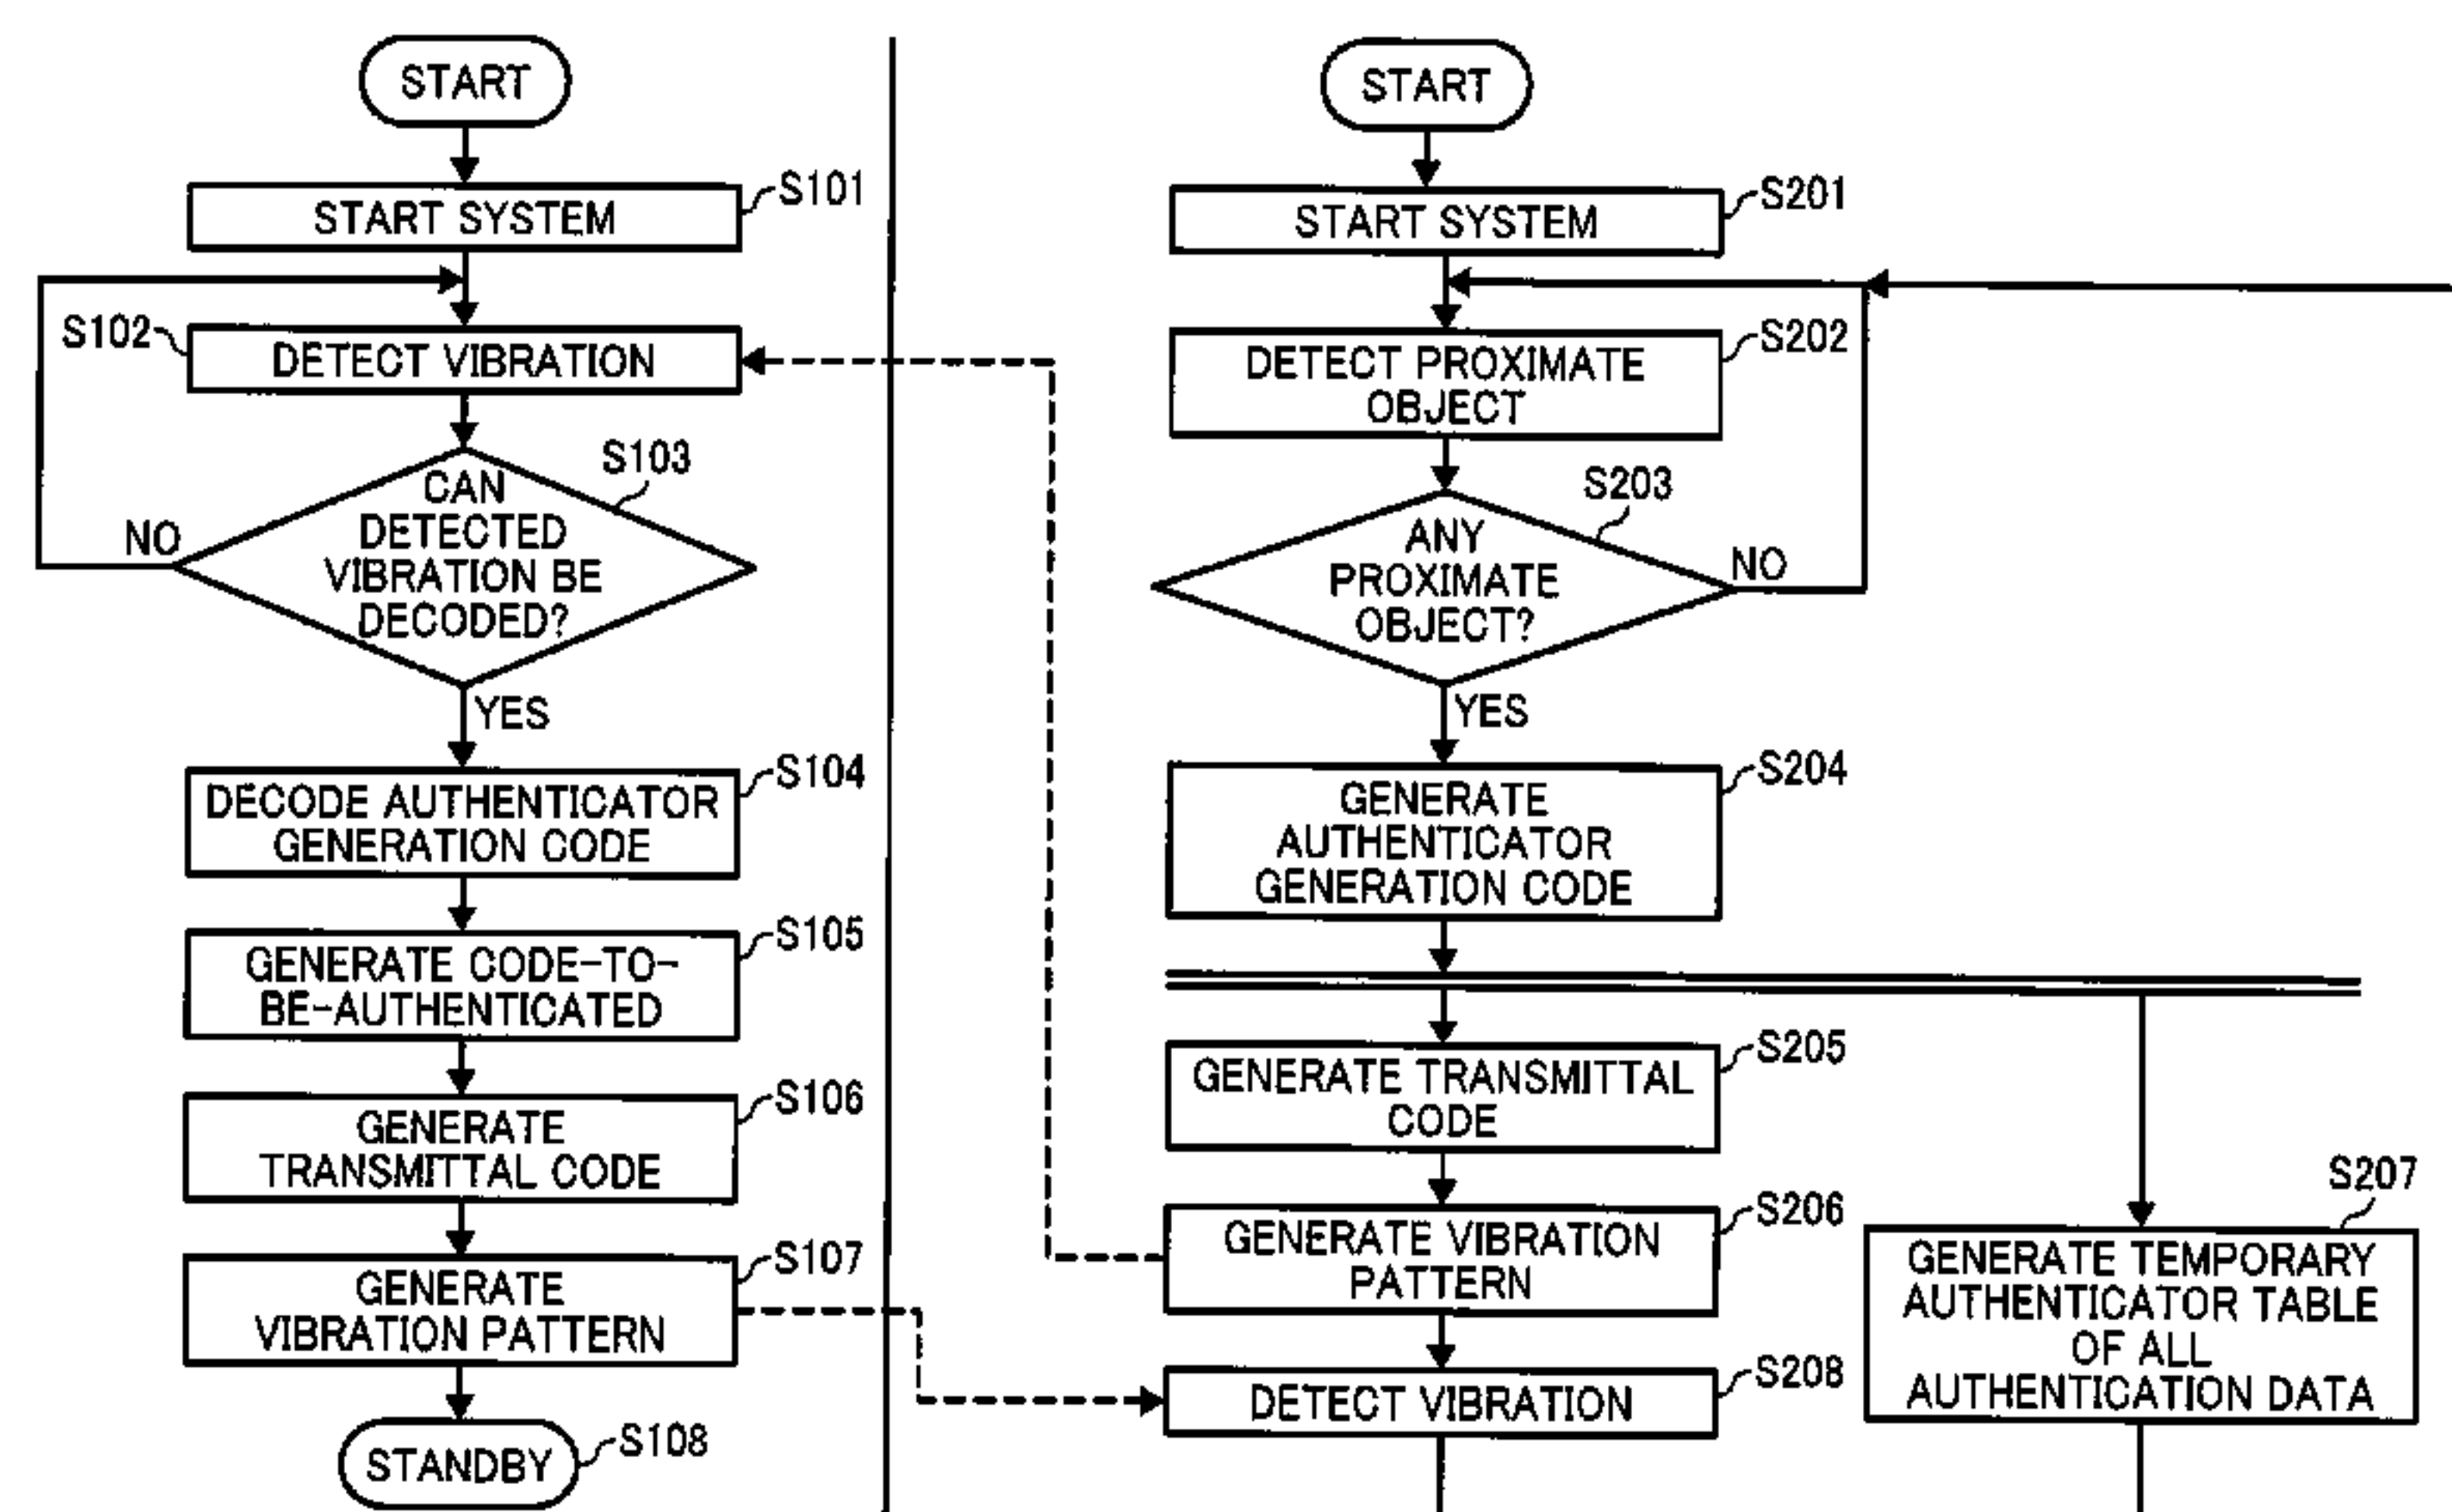 START
START SYSTEM
S101
S102
DETECT VIBRATION
S103
CAN
DETECTED
VIBRATION BE
DECODED?
NO
YES
S104
DECODE AUTHENTICATOR
GENERATION CODE
S105
GENERATE CODE-TO-
BE-AUTHENTICATED
S106
GENERATE
TRANSMITTAL CODE
S107
GENERATE
VIBRATION PATTERN
STANDBY
S108
START
START SYSTEM
S201
S202
DETECT PROXIMATE
OBJECT
S203
ANY
PROXIMATE
OBJECT?
NO
YES
S204
GENERATE
AUTHENTICATOR
GENERATION CODE
S205
GENERATE TRANSMITTAL
CODE
S206
GENERATE VIBRATION
PATTERN
S207
GENERATE TEMPORARY
AUTHENTICATOR TABLE
OF ALL
AUTHENTICATION DATA
S208
DETECT VIBRATION